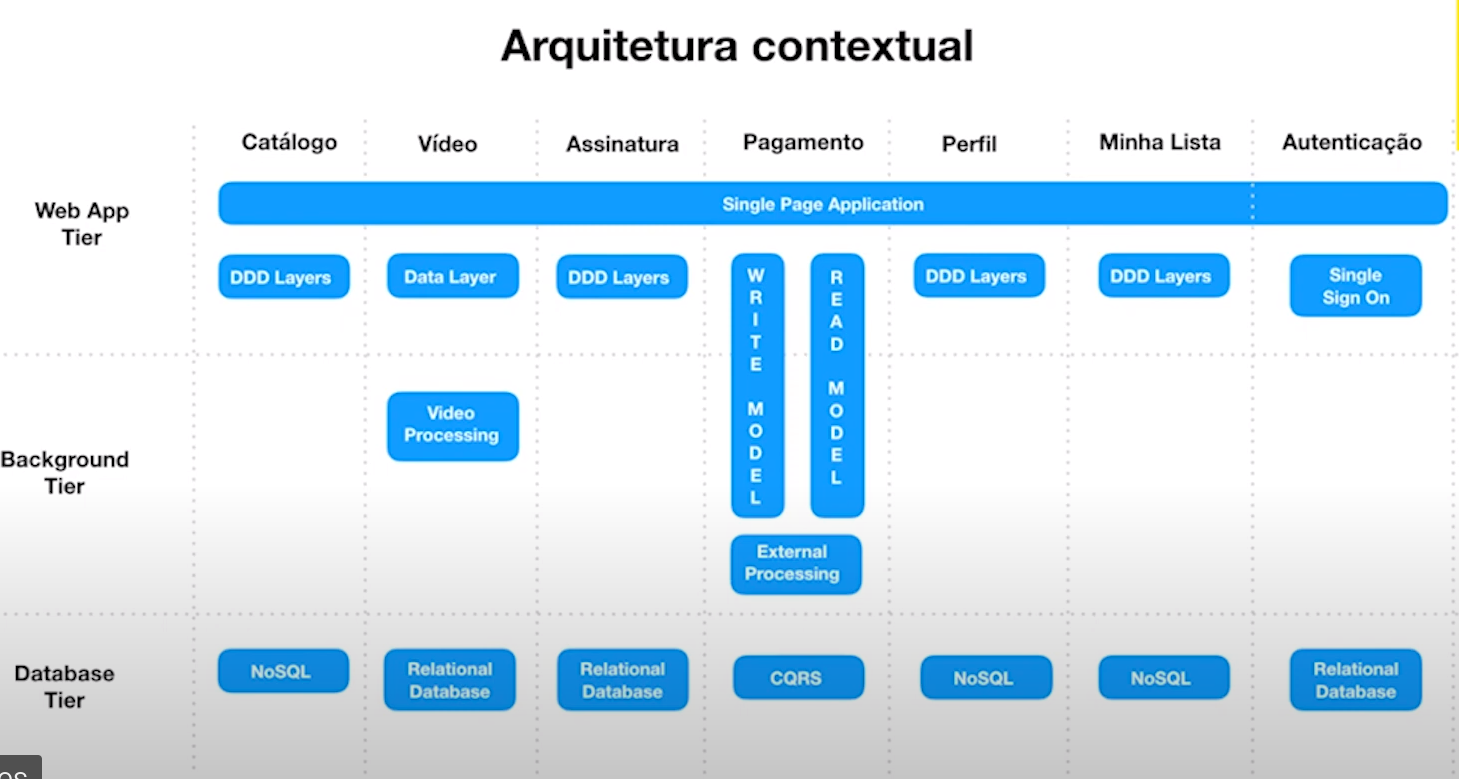 Arquitetura contextual
Catálogo
Vídeo
Assinatura
Pagamento
Perfil
Minha Lista
Autenticação
Web App
Tier
Single Page Application
DDD Layers
Data Layer
DDD Layers
WRITE MODEL
READ MODEL
DDD Layers
DDD Layers
Single
Sign On
Background
Tier
Video
Processing
External
Processing
Database
Tier
NoSQL
Relational
Database
Relational
Database
CQRS
NoSQL
NoSQL
Relational
Database